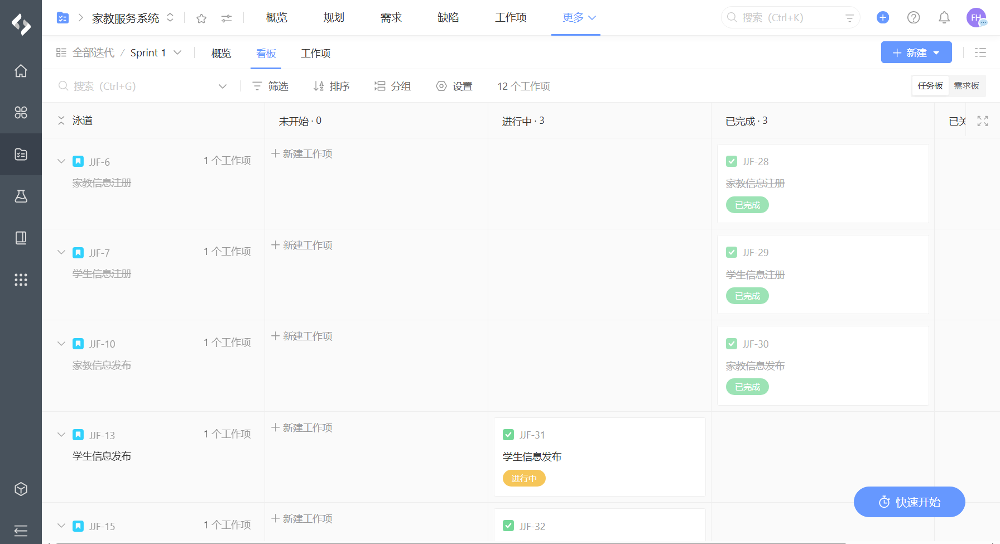 家教服务系统
概览
规划
需求
缺陷
工作项
更多
搜索 (Ctrl+K)
FH
全部迭代 / Sprint 1
概览
看板
工作项
新建
搜索 (Ctrl+G)
筛选
排序
分组
设置
12 个工作项
任务板
需求板
泳道
未开始 · 0
进行中 · 3
已完成 · 3
已关
JJF-6
1 个工作项
家教信息注册
新建工作项
JJF-28
家教信息注册
已完成
JJF-7
1 个工作项
学生信息注册
新建工作项
JJF-29
学生信息注册
已完成
JJF-10
1 个工作项
家教信息发布
新建工作项
JJF-30
家教信息发布
已完成
JJF-13
1 个工作项
学生信息发布
新建工作项
JJF-31
学生信息发布
进行中
快速开始
JJF-15
1 个工作项
新建工作项
JJF-32